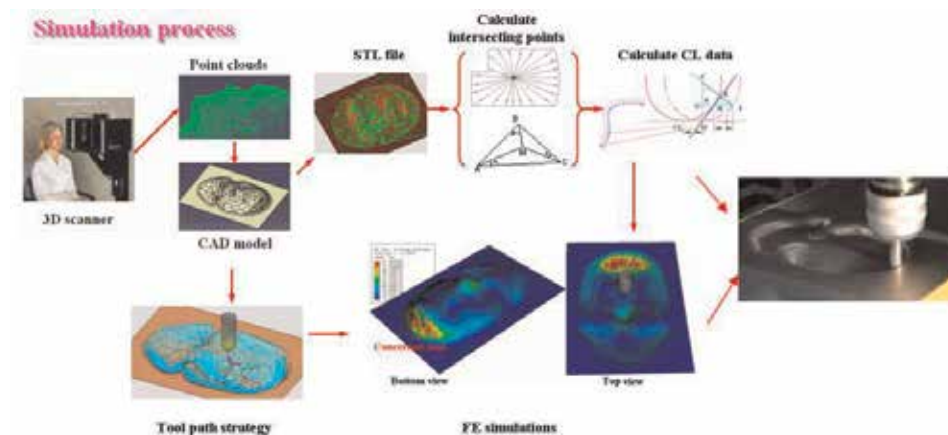 Simulation process
Calculate
intersecting points
STL file
Calculate CL data
Point clouds
3D scanner
CAD model
Bottom view
Top view
Tool path strategy
FE simulations